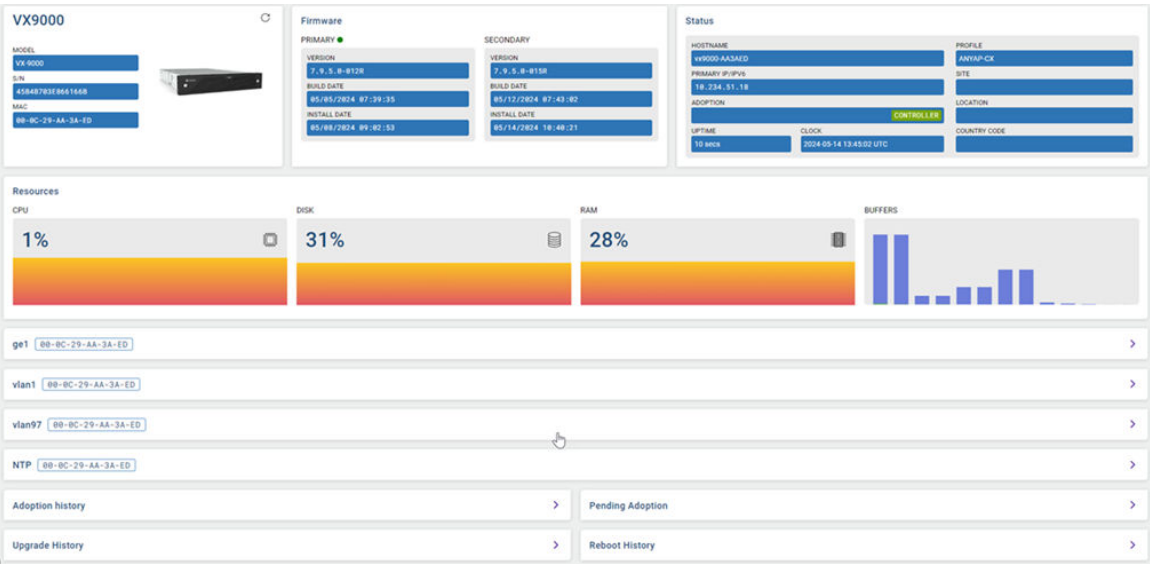 VX9000
MODEL
VX-9000
S/N
45848703E866166B
MAC
00-0C-29-AA-3A-ED
Firmware
PRIMARY
VERSION
7.9.5.0-012R
BUILD DATE
05/05/2024 07:39:35
INSTALL DATE
05/08/2024 09:02:53
SECONDARY
VERSION
7.9.5.0-015R
BUILD DATE
05/12/2024 07:43:02
INSTALL DATE
05/14/2024 10:40:21
Status
HOSTNAME
vx9000-AA3AED
PROFILE
ANYAP-CX
PRIMARY IP/IPV6
10.234.51.18
SITE
ADOPTION
CONTROLLER
LOCATION
UPTIME
10 secs
CLOCK
2024-05-14 13:45:02 UTC
COUNTRY CODE
Resources
CPU
1%
DISK
31%
RAM
28%
BUFFERS
ge1 00-0C-29-AA-3A-ED
vlan1 00-0C-29-AA-3A-ED
vlan97 00-0C-29-AA-3A-ED
NTP 00-0C-29-AA-3A-ED
Adoption history
Pending Adoption
Upgrade History
Reboot History